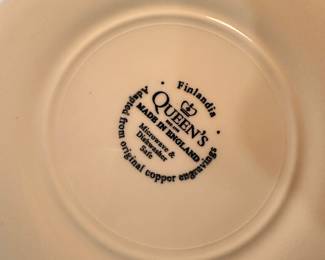 Finlandia
QUEEN'S
MADE IN ENGLAND
Microwave &
Dishwasher
Safe
Adapted from original copper engravings